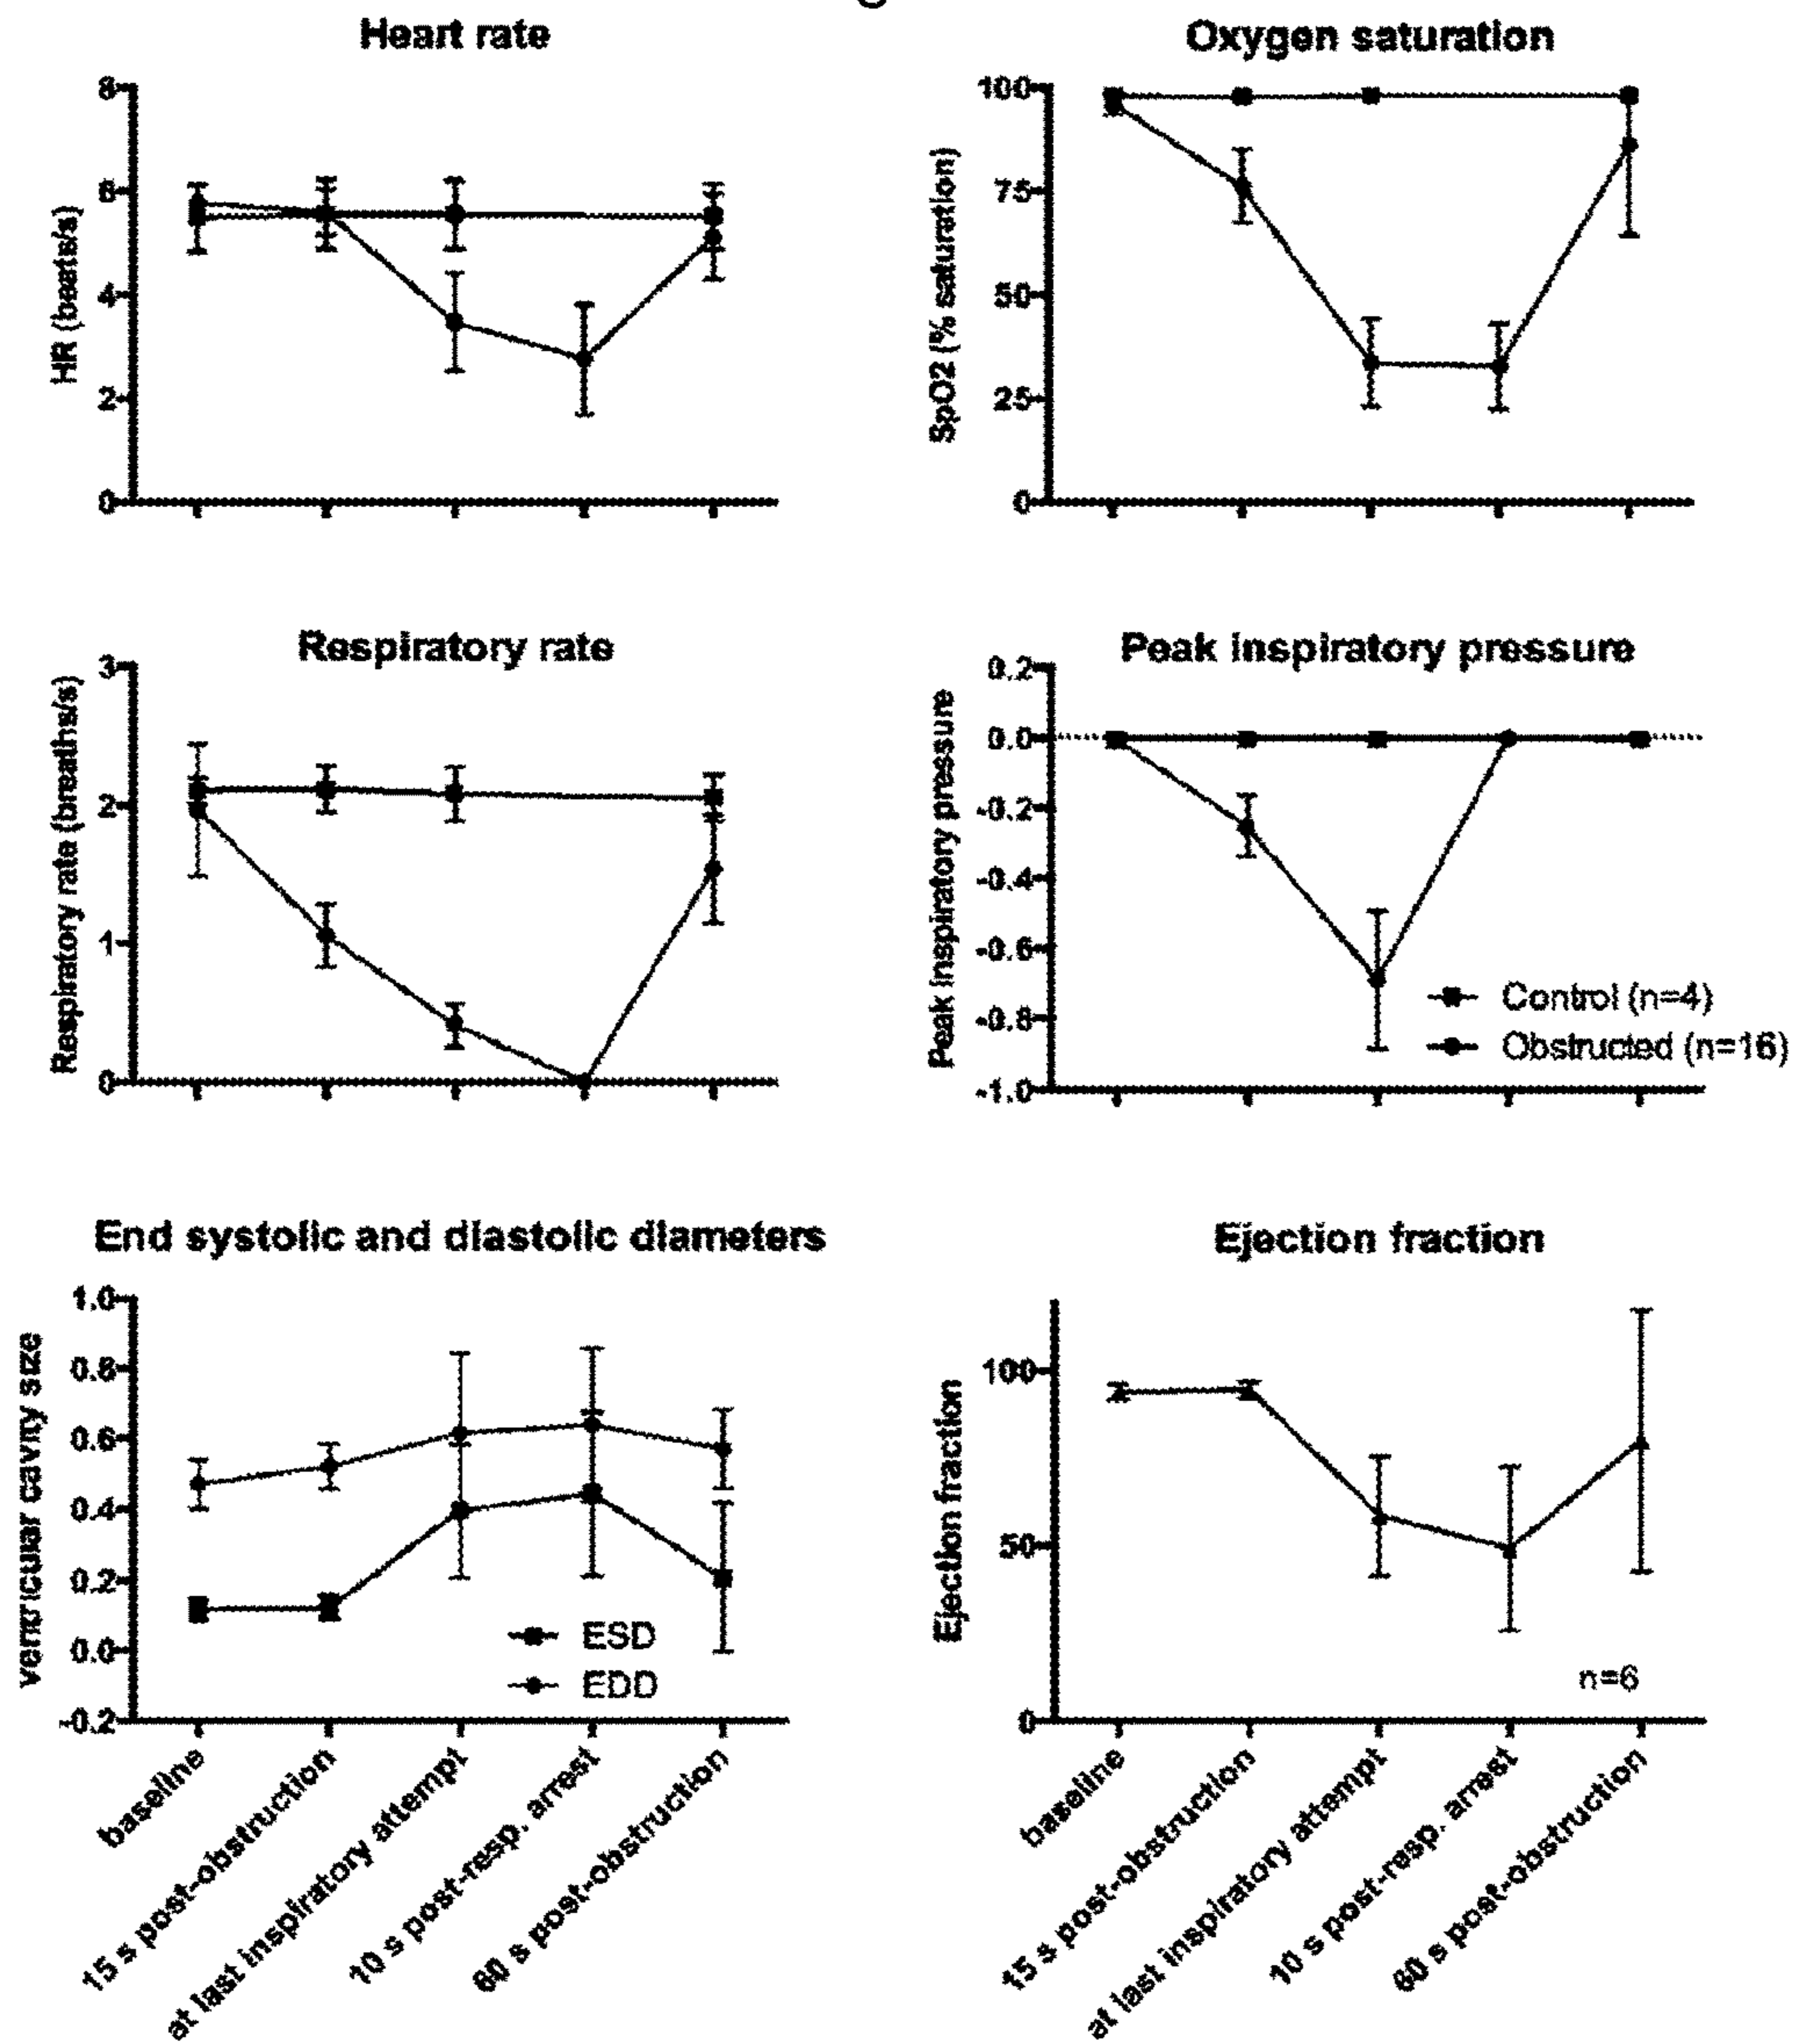 Heart rate
HR (beats/s)
8
6
4
2
0
Oxygen saturation
SpO2 (% saturation)
100
75
50
25
0
Respiratory rate
Respiratory rate (breaths/s)
3
2
1
0
Peak inspiratory pressure
Peak inspiratory pressure
0.2
0.0
-0.2
-0.4
-0.6
-0.8
-1.0
Control (n=4)
Obstructed (n=16)
End systolic and diastolic diameters
ventricular cavity size
1.0
0.8
0.6
0.4
0.2
0.0
-0.2
ESD
EDD
baseline
15 s post-obstruction
at last inspiratory attempt
10 s post-resp. arrest
60 s post-obstruction
Ejection fraction
Ejection fraction
100
50
0
n=6
baseline
15 s post-obstruction
at last inspiratory attempt
10 s post-resp. arrest
60 s post-obstruction